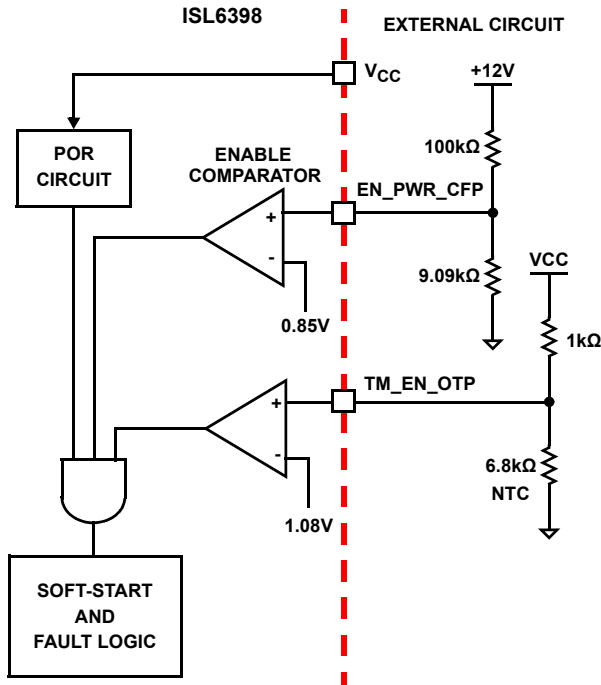 ISL6398
EXTERNAL CIRCUIT
VCC
+12V
POR
CIRCUIT
100kΩ
ENABLE
COMPARATOR
EN_PWR_CFP
+
-
0.85V
9.09kΩ
VCC
1kΩ
TM_EN_OTP
+
-
1.08V
6.8kΩ
NTC
SOFT-START
AND
FAULT LOGIC